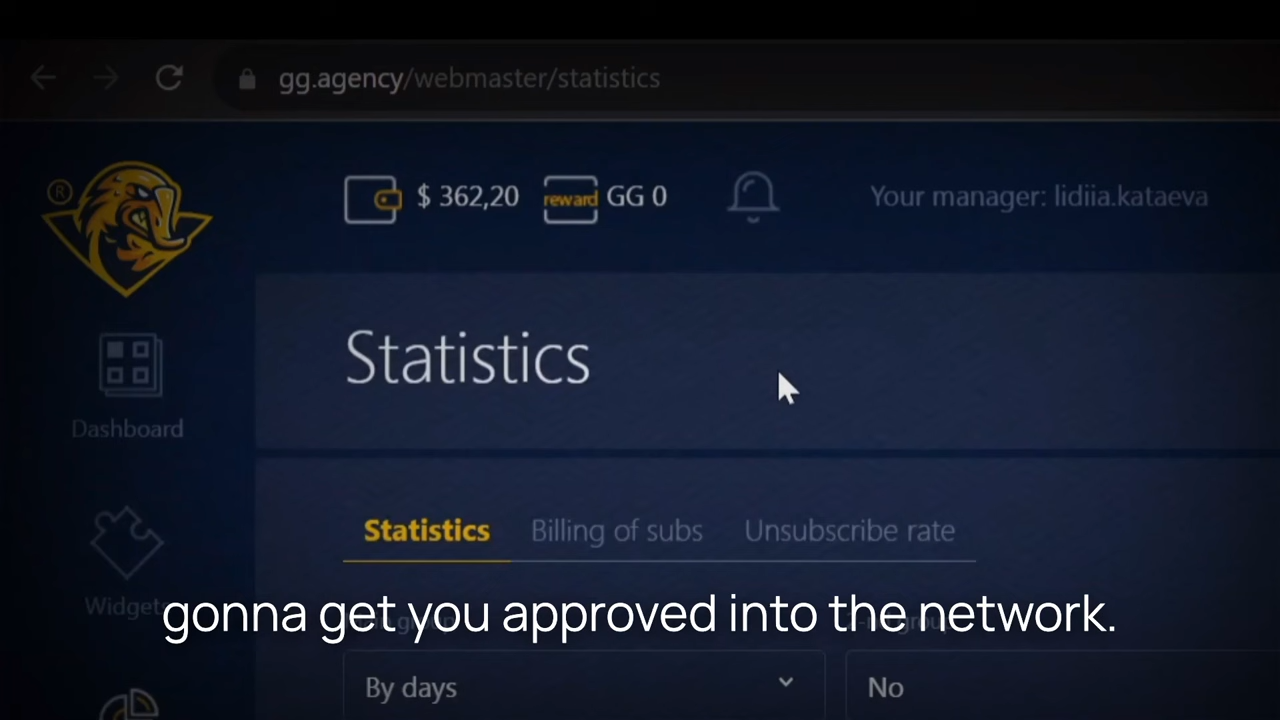 gg.agency/webmaster/statistics
®
$ 362,20
reward
GG 0
Your manager: lidiia.kataeva
Statistics
Dashboard
Statistics
Billing of subs
Unsubscribe rate
Widgets
gonna get you approved into the network.
By days
No